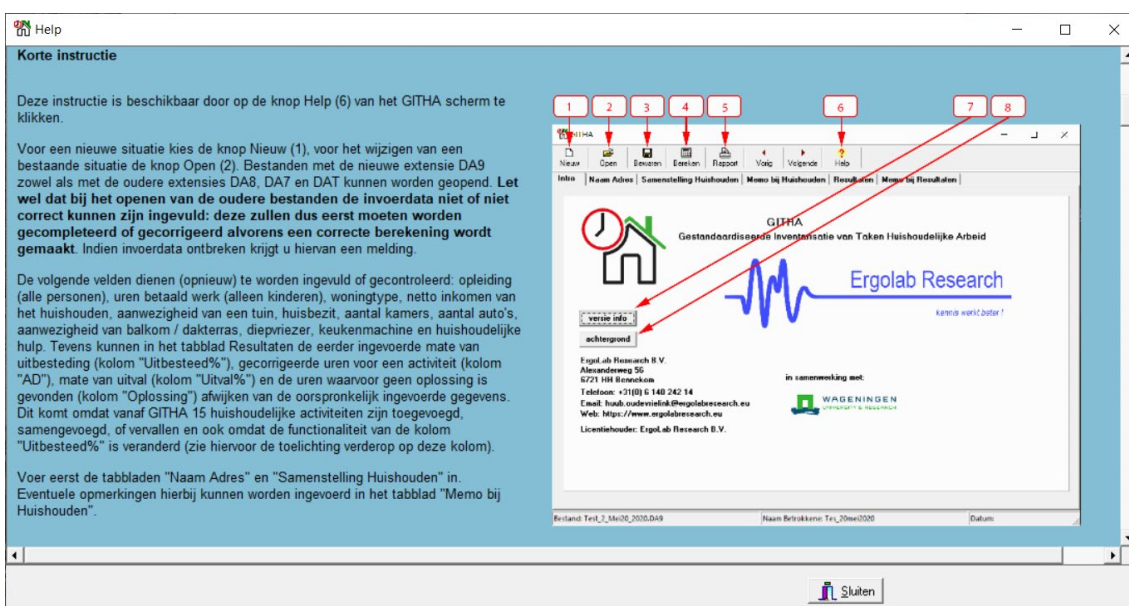 Help
Korte instructie
Deze instructie is beschikbaar door op de knop Help (6) van het GITHA scherm te
klikken.
Voor een nieuwe situatie kies de knop Nieuw (1), voor het wijzigen van een
bestaande situatie de knop Open (2). Bestanden met de nieuwe extensie DA9
zowel als met de oudere extensies DA8, DA7 en DAT kunnen worden geopend. Let
wel dat bij het openen van de oudere bestanden de invoerdata niet of niet
correct kunnen zijn ingevuld: deze zullen dus eerst moeten worden
gecompleteerd of gecorrigeerd alvorens een correcte berekening wordt
gemaakt. Indien invoerdata ontbreken krijgt u hiervan een melding.
De volgende velden dienen (opnieuw) te worden ingevuld of gecontroleerd: opleiding
(alle personen), uren betaald werk (alleen kinderen), woningtype, netto inkomen van
het huishouden, aanwezigheid van een tuin, huisbezit, aantal kamers, aantal auto's,
aanwezigheid van balkom / dakterras, diepvriezer, keukenmachine en huishoudelijke
hulp. Tevens kunnen in het tabblad Resultaten de eerder ingevoerde mate van
uitbesteding (kolom "Uitbesteed%"), gecorrigeerde uren voor een activiteit (kolom
"AD"), mate van uitval (kolom "Uitval%") en de uren waarvoor geen oplossing is
gevonden (kolom "Oplossing") afwijken van de oorspronkelijk ingevoerde gegevens.
Dit komt omdat vanaf GITHA 15 huishoudelijke activiteiten zijn toegevoegd,
samengevoegd, of vervallen en ook omdat de functionaliteit van de kolom
"Uitbesteed%" is veranderd (zie hiervoor de toelichting verderop op deze kolom).
Voer eerst de tabbladen "Naam Adres" en "Samenstelling Huishouden" in.
Eventuele opmerkingen hierbij kunnen worden ingevoerd in het tabblad "Memo bij
Huishouden".
1 2 3 4 5 6 7 8
Nieuw Open Bewaren Bereken Rapport Vorig Volgende Help
Intro Naam Adres Samenstelling Huishouden Memo bij Huishouden Resultaten Memo bij Resultaten
GITHA
Gestandaardiseerde Inventarisatie van Taken Huishoudelijke Arbeid
Ergolab Research
kennis werkt beter !
versie info
achtergrond
ErgoLab Research B.V.
Alexanderweg 56
6721 HH Bennekom
Telefoon: +31(0) 6 140 242 14
Email: huub.oudevrielink@ergolabresearch.eu
Web: https://www.ergolabresearch.eu
Licentiehouder: ErgoLab Research B.V.
in samenwerking met:
WAGENINGEN
UNIVERSITY & RESEARCH
Bestand: Test_2_Mei20_2020.DA9 Naam Betrokkene: Tes_20mei2020 Datum:
Sluiten